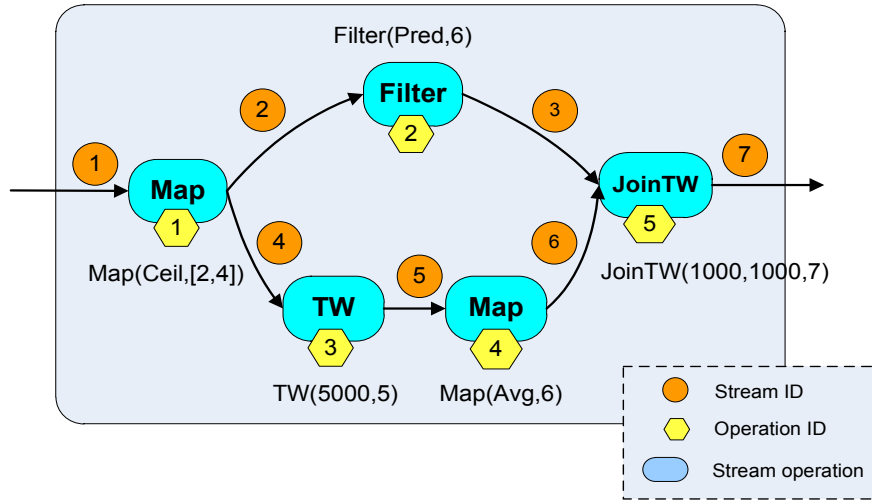 Filter(Pred,6)
Filter
2
2
3
1
Map
1
Map(Ceil,[2,4])
7
JoinTW
5
JoinTW(1000,1000,7)
4
5
6
TW
3
TW(5000,5)
Map
4
Map(Avg,6)
Stream ID
Operation ID
Stream operation